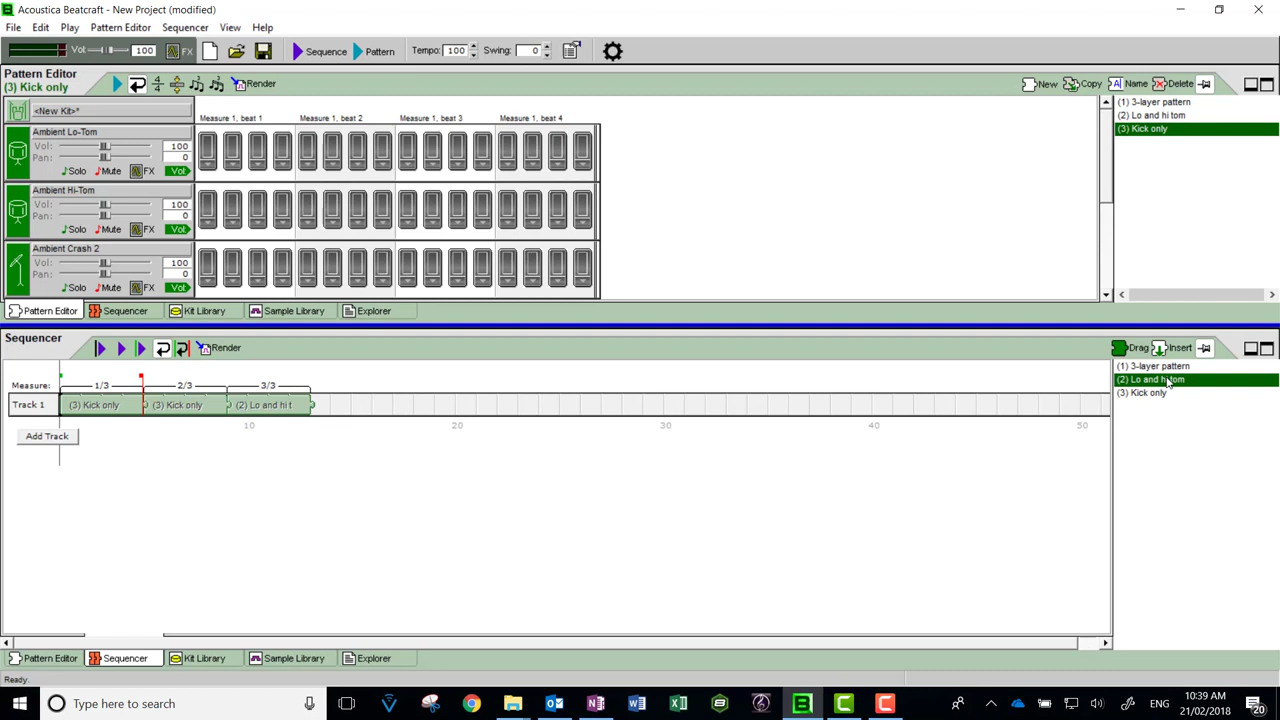 Acoustica Beatcraft - New Project (modified)
File Edit Play Pattern Editor Sequencer View Help
Vol: 100 FX Sequence Pattern Tempo: 100 Swing: 0
Pattern Editor
(3) Kick only
Render New Copy Name Delete
<New Kit>*
Measure 1, beat 1 Measure 1, beat 2 Measure 1, beat 3 Measure 1, beat 4
Ambient Lo-Tom
Vol: 100
Pan: 0
Solo Mute FX Vol
Ambient Hi-Tom
Vol: 100
Pan: 0
Solo Mute FX Vol
Ambient Crash 2
Vol: 100
Pan: 0
Solo Mute FX Vol
(1) 3-layer pattern
(2) Lo and hi tom
(3) Kick only
Pattern Editor Sequencer Kit Library Sample Library Explorer
Sequencer
Render Drag Insert
Measure: 1/3 2/3 3/3
Track 1 (3) Kick only (3) Kick only (2) Lo and hi t
10 20 30 40 50
Add Track
(1) 3-layer pattern
(2) Lo and hi tom
(3) Kick only
Pattern Editor Sequencer Kit Library Sample Library Explorer
Ready.
Type here to search
ENG
10:39 AM
21/02/2018
20